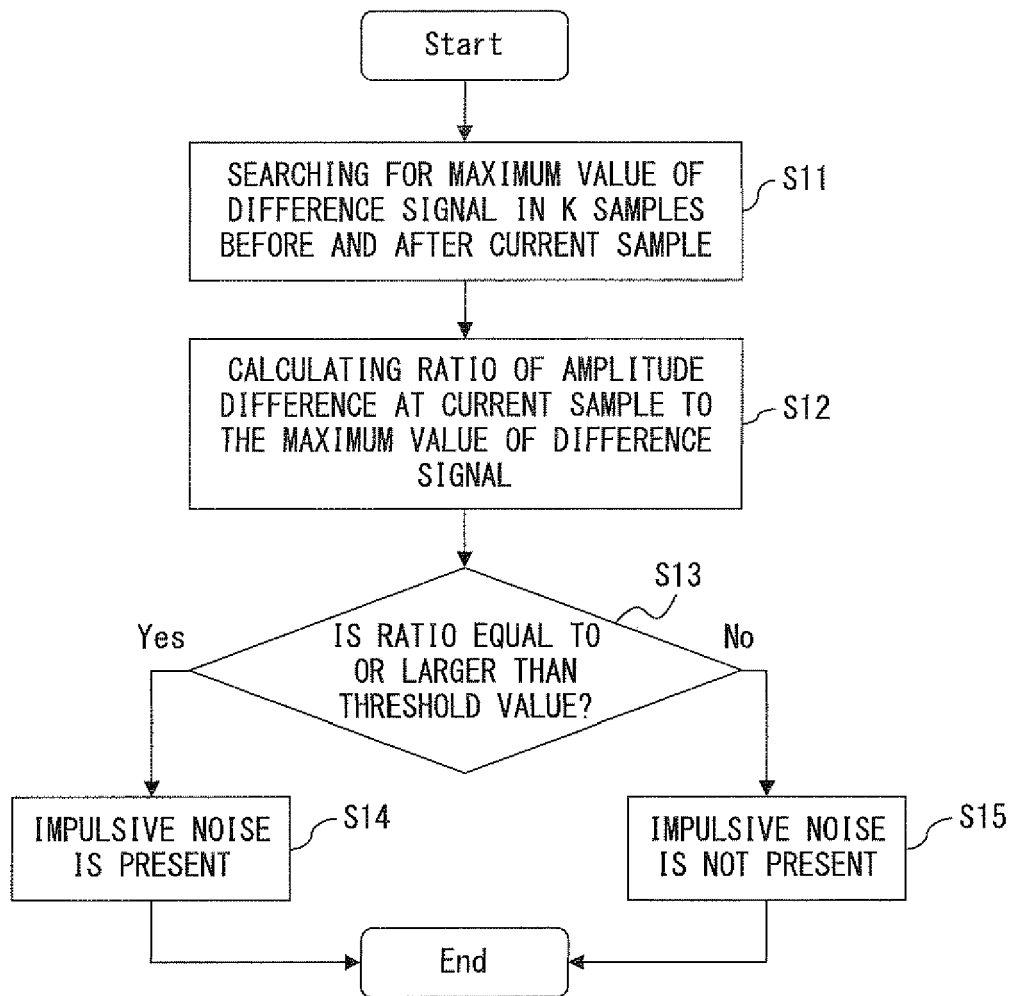 Start
SEARCHING FOR MAXIMUM VALUE OF
DIFFERENCE SIGNAL IN K SAMPLES
BEFORE AND AFTER CURRENT SAMPLE
S11
CALCULATING RATIO OF AMPLITUDE
DIFFERENCE AT CURRENT SAMPLE TO
THE MAXIMUM VALUE OF DIFFERENCE
SIGNAL
S12
S13
Yes
IS RATIO EQUAL TO
OR LARGER THAN
THRESHOLD VALUE?
No
IMPULSIVE NOISE
IS PRESENT
S14
IMPULSIVE NOISE
IS NOT PRESENT
S15
End